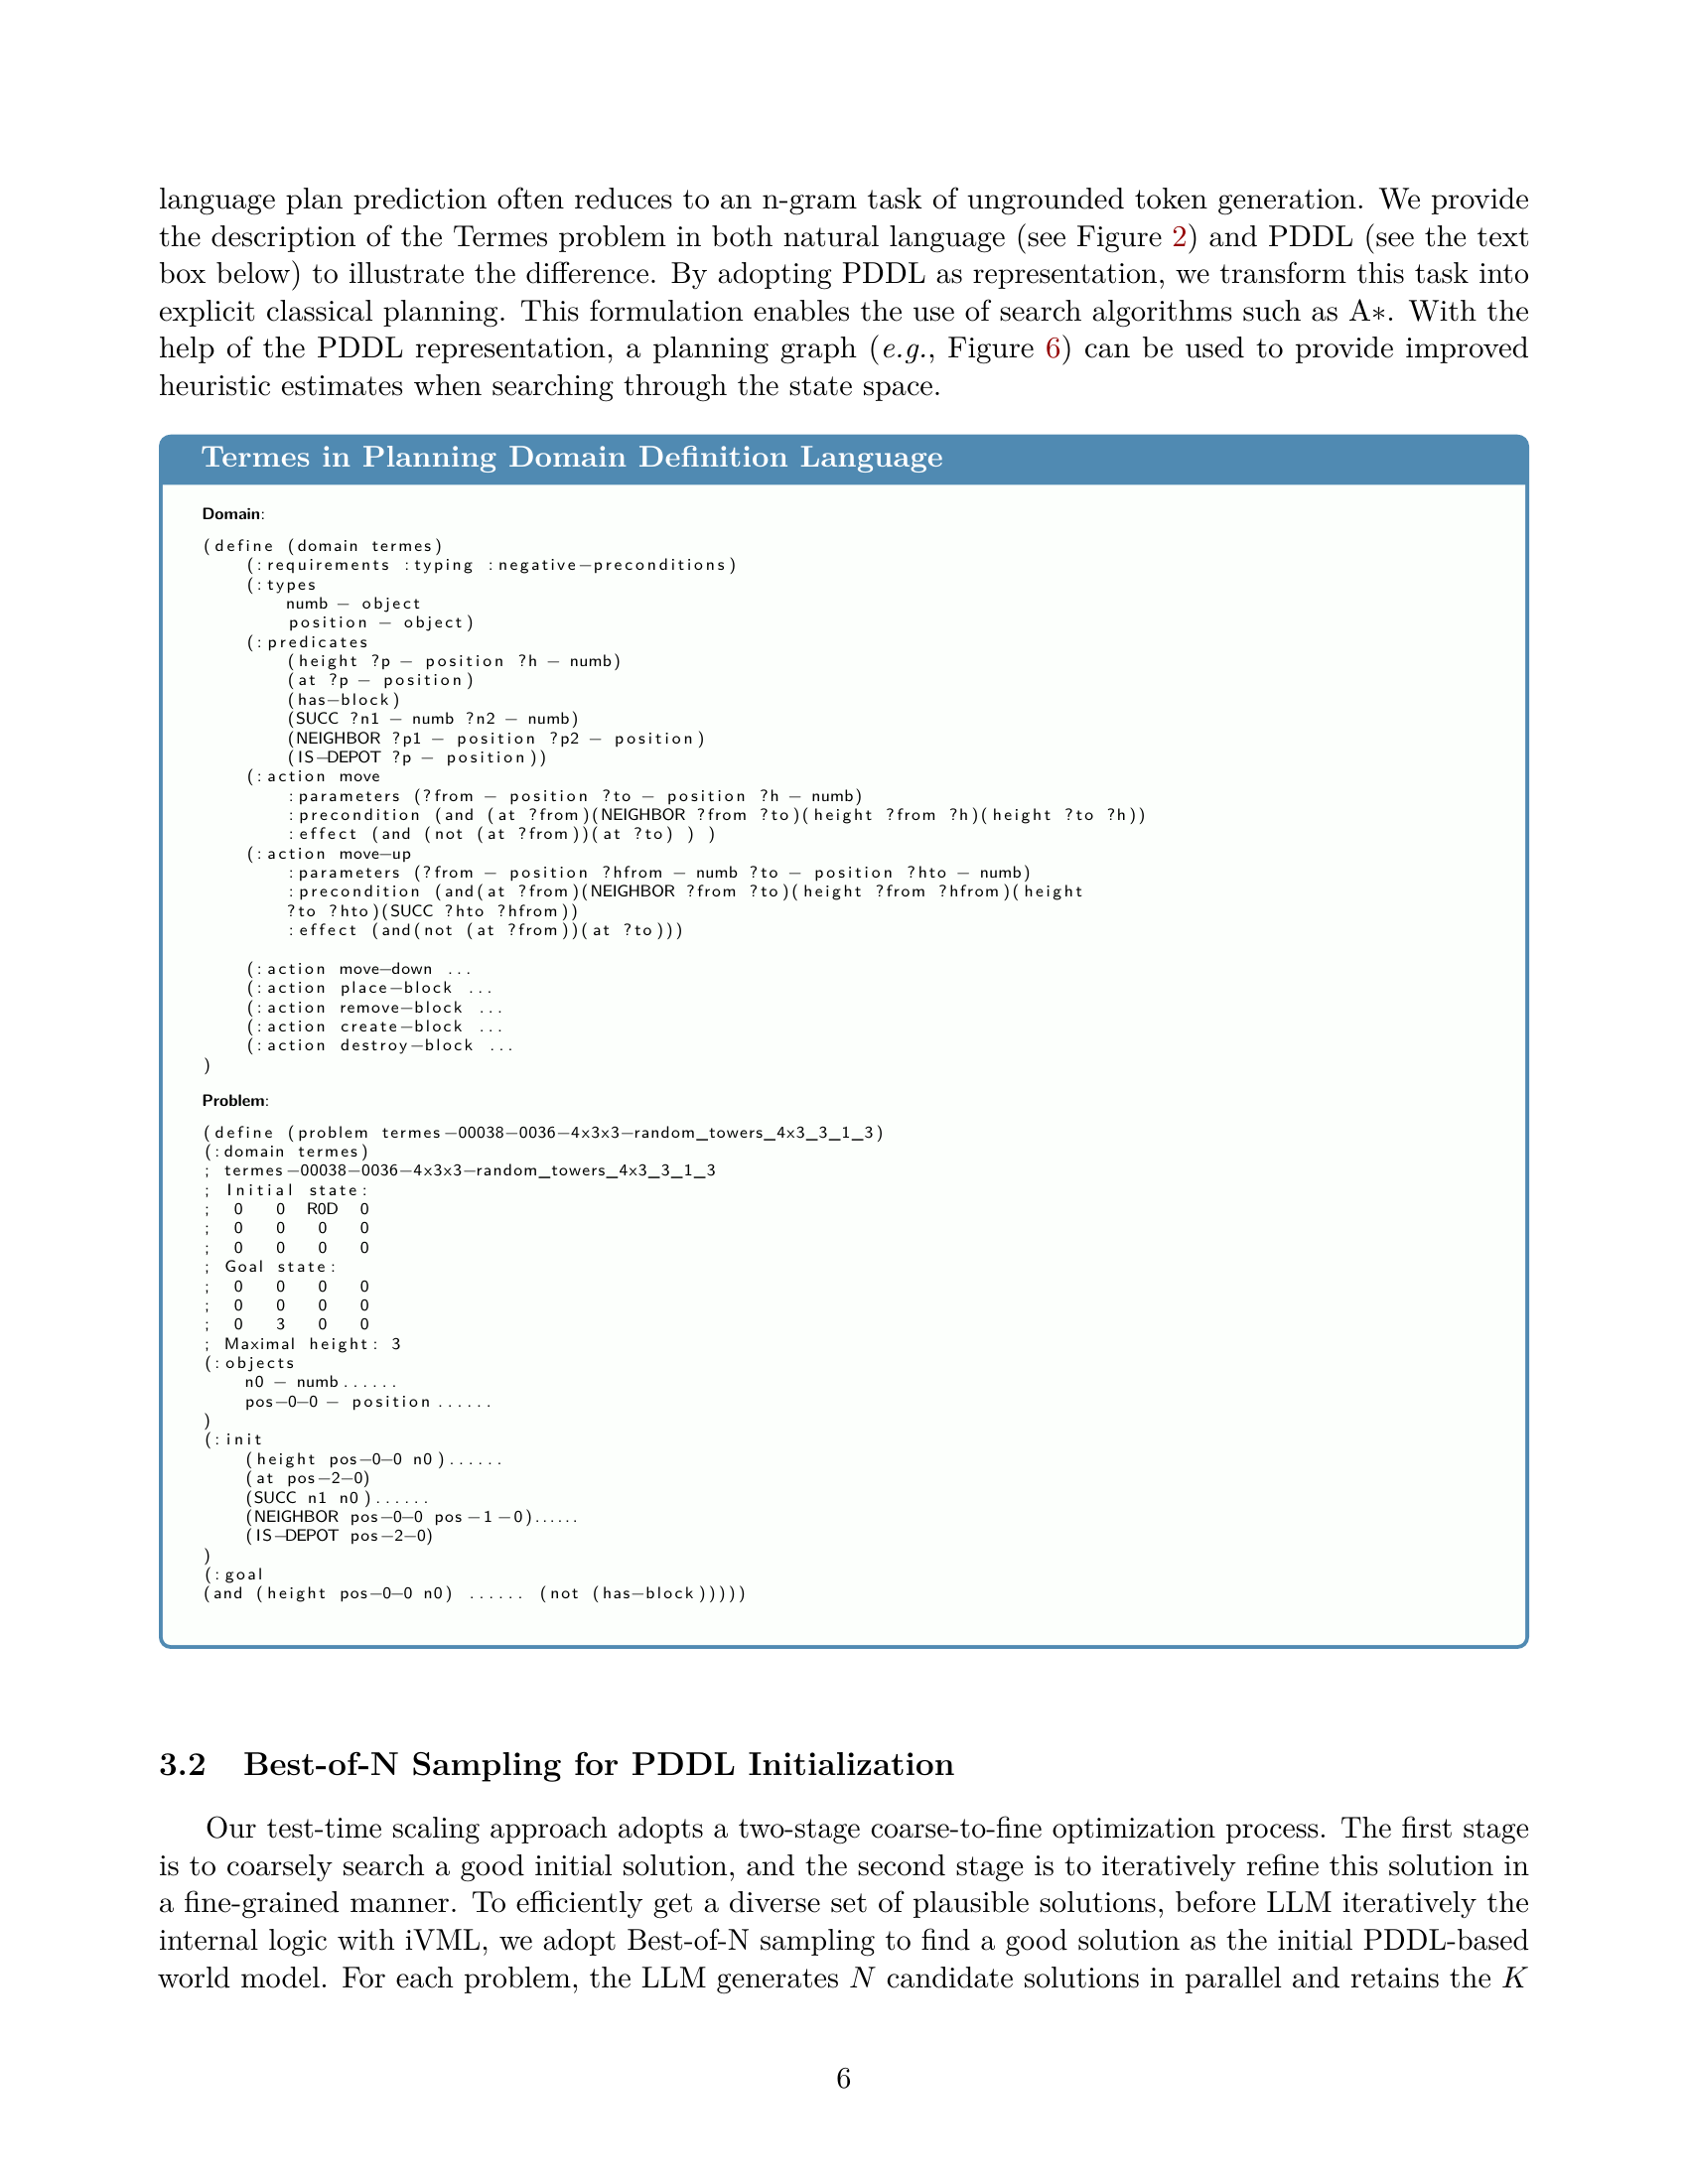 language plan prediction often reduces to an n-gram task of ungrounded token generation. We provide
the description of the Termes problem in both natural language (see Figure 2) and PDDL (see the text
box below) to illustrate the difference. By adopting PDDL as representation, we transform this task into
explicit classical planning. This formulation enables the use of search algorithms such as A∗. With the
help of the PDDL representation, a planning graph (e.g., Figure 6) can be used to provide improved
heuristic estimates when searching through the state space.
Termes in Planning Domain Definition Language
Domain:
(define (domain termes)
(:requirements :typing :negative−preconditions)
(:types
numb − object
position − object)
(:predicates
(height ?p − position ?h − numb)
(at ?p − position)
(has−block)
(SUCC ?n1 − numb ?n2 − numb)
(NEIGHBOR ?p1 − position ?p2 − position)
(IS−DEPOT ?p − position))
(:action move
:parameters (?from − position ?to − position ?h − numb)
:precondition (and (at ?from)(NEIGHBOR ?from ?to)(height ?from ?h)(height ?to ?h))
:effect (and (not (at ?from))(at ?to) ) )
(:action move−up
:parameters (?from − position ?hfrom − numb ?to − position ?hto − numb)
:precondition (and(at ?from)(NEIGHBOR ?from ?to)(height ?from ?hfrom)(height
?to ?hto)(SUCC ?hto ?hfrom))
:effect (and(not (at ?from))(at ?to)))
(:action move−down ...
(:action place−block ...
(:action remove−block ...
(:action create−block ...
(:action destroy−block ...
)
Problem:
(define (problem termes−00038−0036−4x3x3−random_towers_4x3_3_1_3)
(:domain termes)
; termes−00038−0036−4x3x3−random_towers_4x3_3_1_3
; Initial state:
; 0 0 R0D 0
; 0 0 0 0
; 0 0 0 0
; Goal state:
; 0 0 0 0
; 0 0 0 0
; 0 3 0 0
; Maximal height: 3
(:objects
n0 − numb......
pos−0−0 − position......
)
(:init
(height pos−0−0 n0)......
(at pos−2−0)
(SUCC n1 n0)......
(NEIGHBOR pos−0−0 pos−1−0)......
(IS−DEPOT pos−2−0)
)
(:goal
(and (height pos−0−0 n0) ...... (not (has−block)))))
3.2 Best-of-N Sampling for PDDL Initialization
Our test-time scaling approach adopts a two-stage coarse-to-fine optimization process. The first stage
is to coarsely search a good initial solution, and the second stage is to iteratively refine this solution in
a fine-grained manner. To efficiently get a diverse set of plausible solutions, before LLM iteratively the
internal logic with iVML, we adopt Best-of-N sampling to find a good solution as the initial PDDL-based
world model. For each problem, the LLM generates N candidate solutions in parallel and retains the K
6